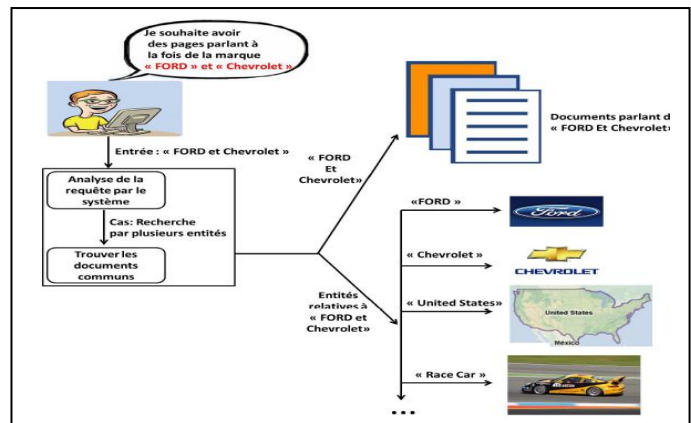 Je souhaite avoir
des pages parlant à
la fois de la marque
« FORD » et « Chevrolet »
Entrée : « FORD et Chevrolet »
Analyse de la
requête par le
système
Cas: Recherche
par plusieurs entités
Trouver les
documents
communs
« FORD
Et
Chevrolet»
Documents parlant d
« FORD Et Chevrolet»
Entités
relatives à
« FORD et
Chevrolet»
«FORD »
Ford
« Chevrolet »
CHEVROLET
« United States»
United States
México
« Race Car »
...